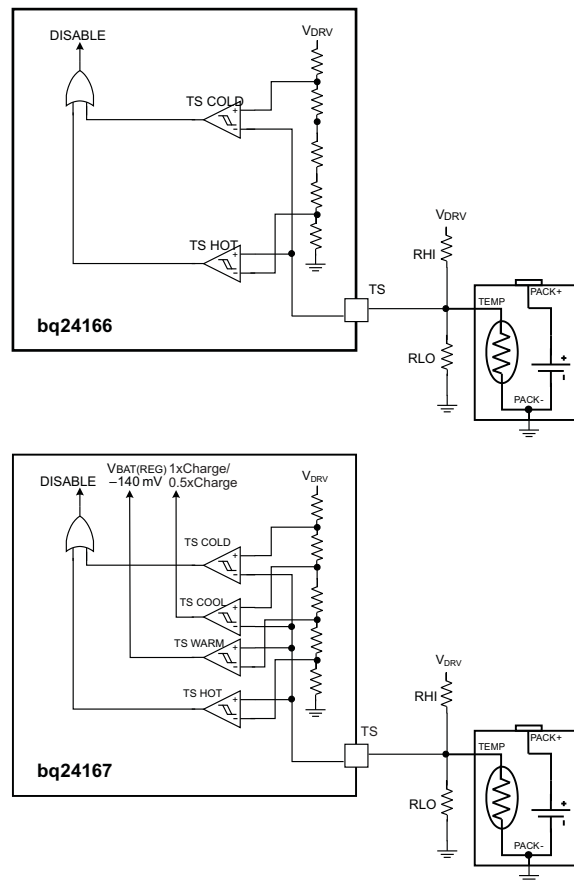 DISABLE
VDRV
TS COLD
TS HOT
bq24166
TS
VDRV
RHI
RLO
TEMP
PACK+
PACK-
+
-
+
-
+
-
DISABLE
VBAT(REG)
–140 mV
1xCharge/
0.5xCharge
VDRV
TS COLD
TS COOL
TS WARM
TS HOT
bq24167
TS
VDRV
RHI
RLO
TEMP
PACK+
PACK-
+
-
+
-
+
-
+
-
+
-